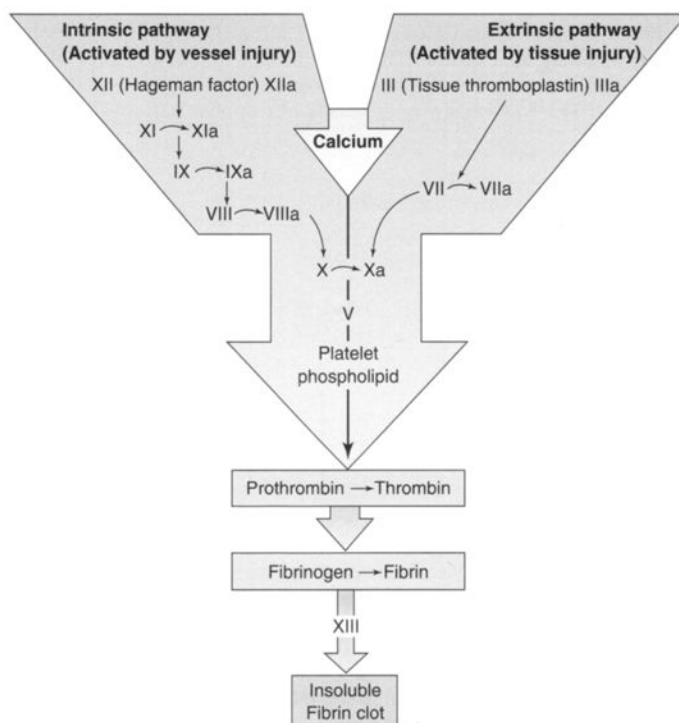 Intrinsic pathway
(Activated by vessel injury)
XII (Hageman factor) XIIa
XI XIa
IX IXa
VIII VIIIa
Extrinsic pathway
(Activated by tissue injury)
III (Tissue thromboplastin) IIIa
VII VIIa
Calcium
X Xa
V
Platelet
phospholipid
Prothrombin → Thrombin
Fibrinogen → Fibrin
XIII
Insoluble
Fibrin clot